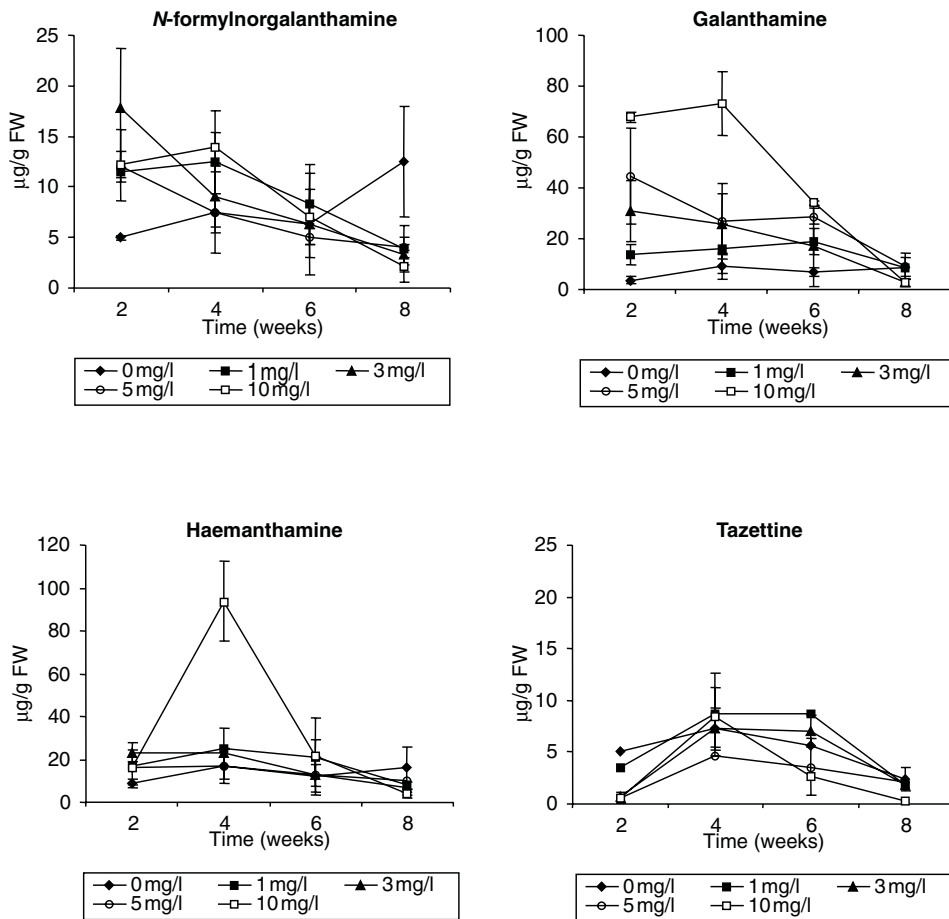 N-formylnorgalanthamine
25
20
15
10
5
0
µg/g FW
2 4 6 8
Time (weeks)
0 mg/l 1 mg/l 3 mg/l
5 mg/l 10 mg/l
Galanthamine
100
80
60
40
20
0
µg/g FW
2 4 6 8
Time (weeks)
0 mg/l 1 mg/l 3 mg/l
5 mg/l 10 mg/l
Haemanthamine
120
100
80
60
40
20
0
µg/g FW
2 4 6 8
Time (weeks)
0 mg/l 1 mg/l 3 mg/l
5 mg/l 10 mg/l
Tazettine
25
20
15
10
5
0
µg/g FW
2 4 6 8
Time (weeks)
0 mg/l 1 mg/l 3 mg/l
5 mg/l 10 mg/l